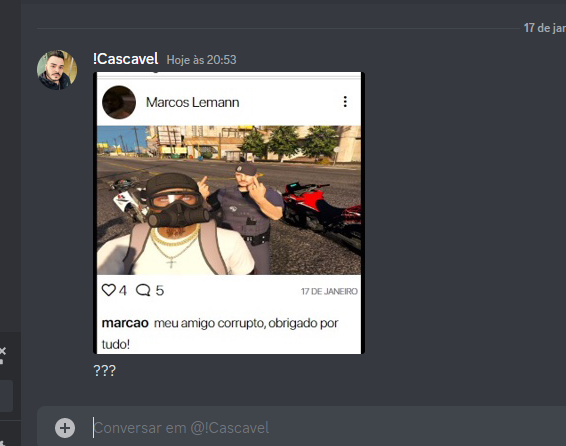 17 de jar
!Cascavel Hoje às 20:53
Marcos Lemann
4 5 17 DE JANEIRO
marcao meu amigo corrupto, obrigado por
tudo!
???
Conversar em @!Cascavel